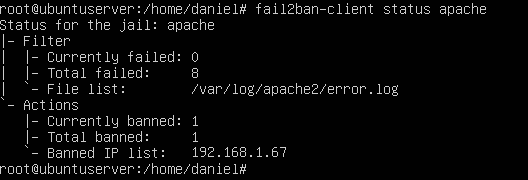 root@ubuntuserver:/home/daniel# fail2ban-client status apache
Status for the jail: apache
|- Filter
|  |- Currently failed: 0
|  |- Total failed:     8
|  `- File list:        /var/log/apache2/error.log
`- Actions
   |- Currently banned: 1
   |- Total banned:     1
   `- Banned IP list:   192.168.1.67
root@ubuntuserver:/home/daniel#